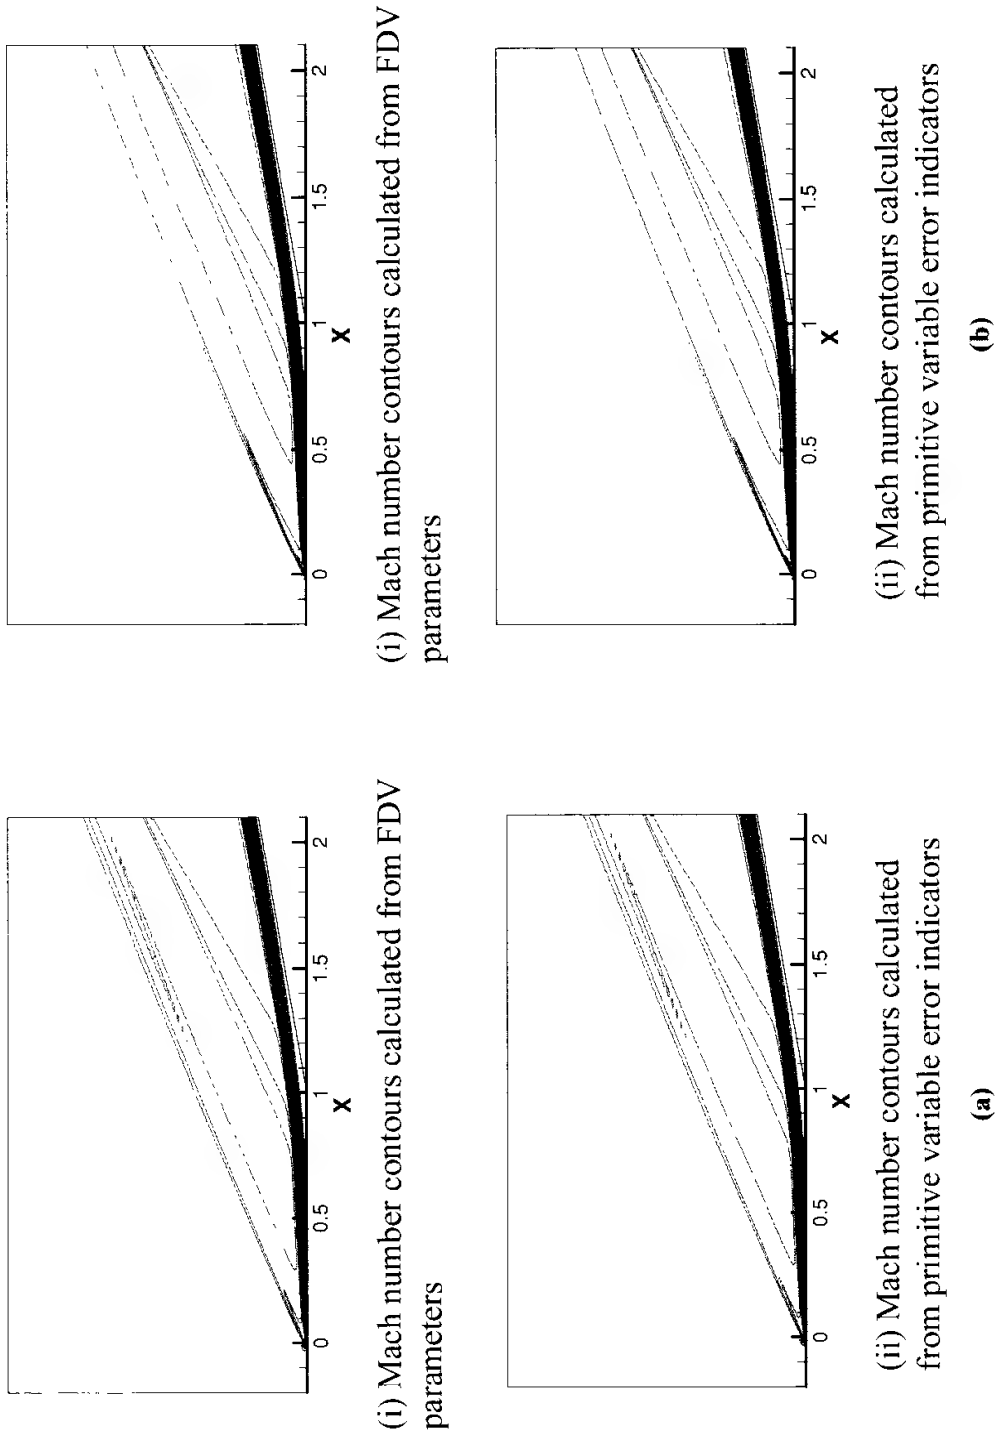 0 0.5 1 1.5 2
X
(i) Mach number contours calculated from FDV
parameters
0 0.5 1 1.5 2
X
(ii) Mach number contours calculated
from primitive variable error indicators
(a)
0 0.5 1 1.5 2
X
(i) Mach number contours calculated from FDV
parameters
0 0.5 1 1.5 2
X
(ii) Mach number contours calculated
from primitive variable error indicators
(b)